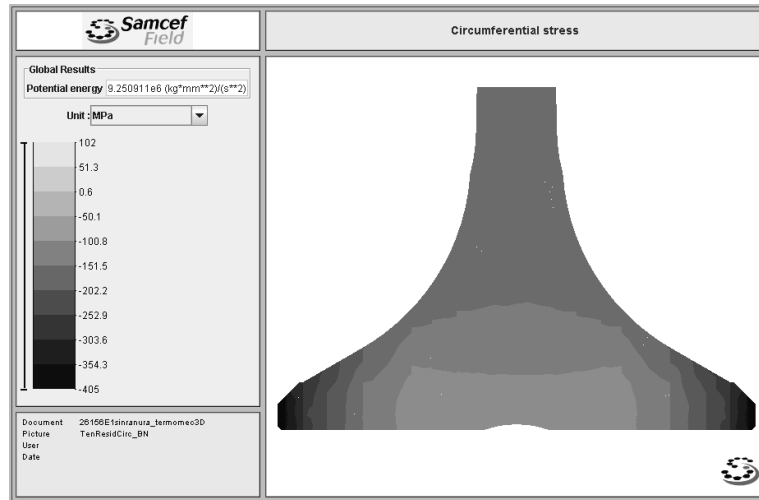 Samcef
Field
Circumferential stress
Global Results
Potential energy 9.250911e6 (kg*mm**2)/(s**2)
Unit : MPa
102
51.3
0.6
-50.1
-100.8
-151.5
-202.2
-252.9
-303.6
-354.3
-405
Document 26156E1sinranura_termomec3D
Picture TenResidCirc_BN
User
Date